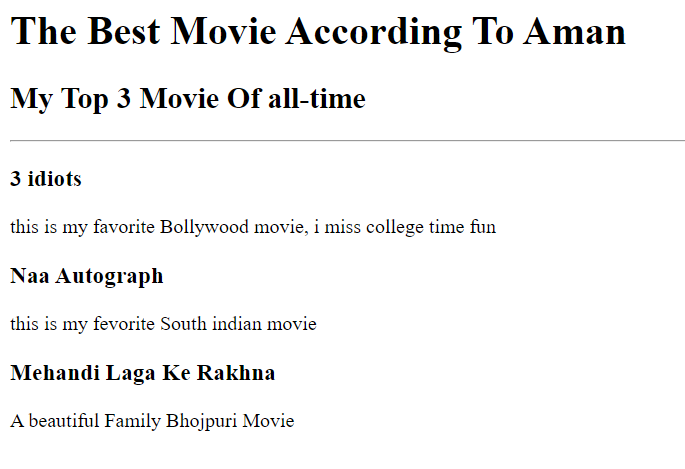 The Best Movie According To Aman
My Top 3 Movie Of all-time
3 idiots
this is my favorite Bollywood movie, i miss college time fun
Naa Autograph
this is my fevorite South indian movie
Mehandi Laga Ke Rakhna
A beautiful Family Bhojpuri Movie